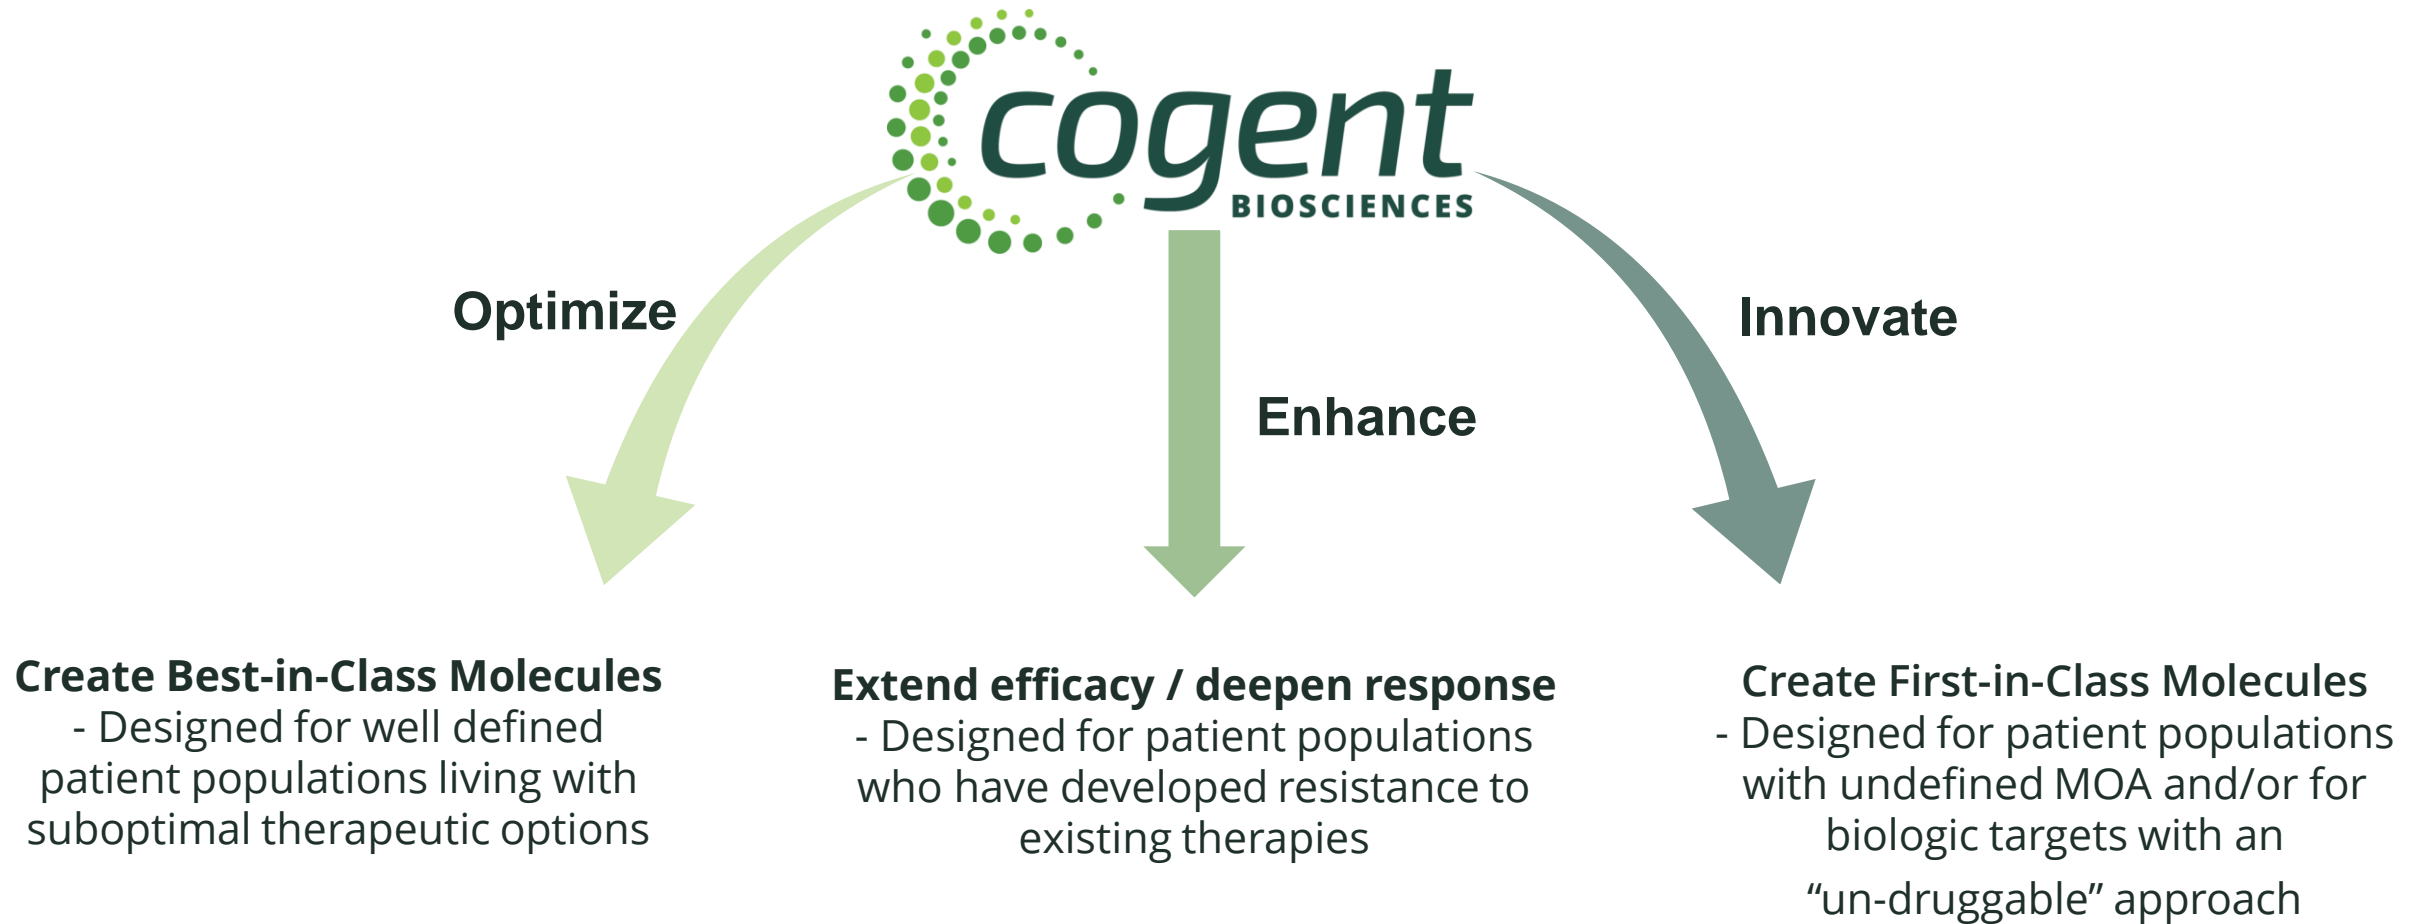 cogent
BIOSCIENCES
Optimize
Enhance
Innovate
Create Best-in-Class Molecules
- Designed for well defined
patient populations living with
suboptimal therapeutic options
Extend efficacy / deepen response
- Designed for patient populations
who have developed resistance to
existing therapies
Create First-in-Class Molecules
- Designed for patient populations
with undefined MOA and/or for
biologic targets with an
“un-druggable” approach